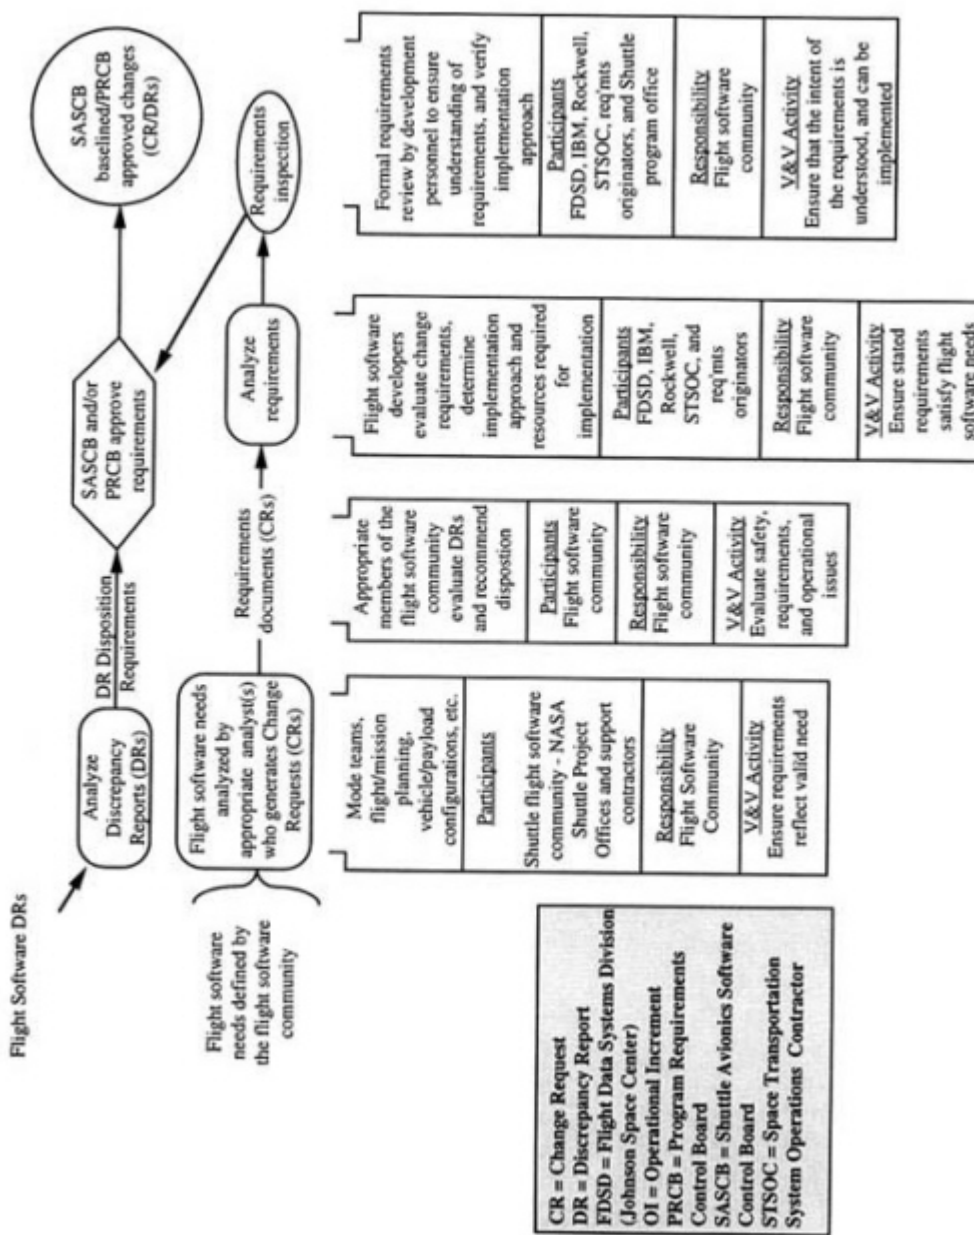 Flight Software DRs
Analyze
Discrepancy
Reports (DRs)
DR Disposition
Requirements
SASCB and/or
PRCB approve
requirements
SASCB
baselined/PRCB
approved changes
(CR/DRs)
Flight software
needs defined by
the flight software
community
Flight software needs
analyzed by
appropriate analyst(s)
who generates Change
Requests (CRs)
Requirements
documents (CRs)
Analyze
requirements
Requirements
inspection
Mode teams,
flight/mission
planning,
vehicle/payload
configurations, etc.
Participants
Shuttle flight software
community - NASA
Shuttle Project
Offices and support
contractors
Responsibility
Flight Software
Community
V&V Activity
Ensure requirements
reflect valid need
Appropriate
members of the
flight software
community
evaluate DRs
and recommend
dispostion
Participants
Flight software
community
Responsibility
Flight software
community
V&V Activity
Evaluate safety,
requirements,
and operational
issues
Flight software
developers
evaluate change
requirements,
determine
implementation
approach and
resources required
for
implementation
Participants
FDSD, IBM,
Rockwell,
STSOC, and
req'mts
originators
Responsibility
Flight software
community
V&V Activity
Ensure stated
requirements
satisfy flight
software needs
Formal requirements
review by development
personnel to ensure
understanding of
requirements, and verify
implementation
approach
Participants
FDSD, IBM, Rockwell,
STSOC, req'mts
originators, and Shuttle
program office
Responsibility
Flight software
community
V&V Activity
Ensure that the intent of
the requirements is
understood, and can be
implemented
CR = Change Request
DR = Discrepancy Report
FDSD = Flight Data Systems Division
(Johnson Space Center)
OI = Operational Increment
PRCB = Program Requirements
Control Board
SASCB = Shuttle Avionics Software
Control Board
STSOC = Space Transportation
System Operations Contractor